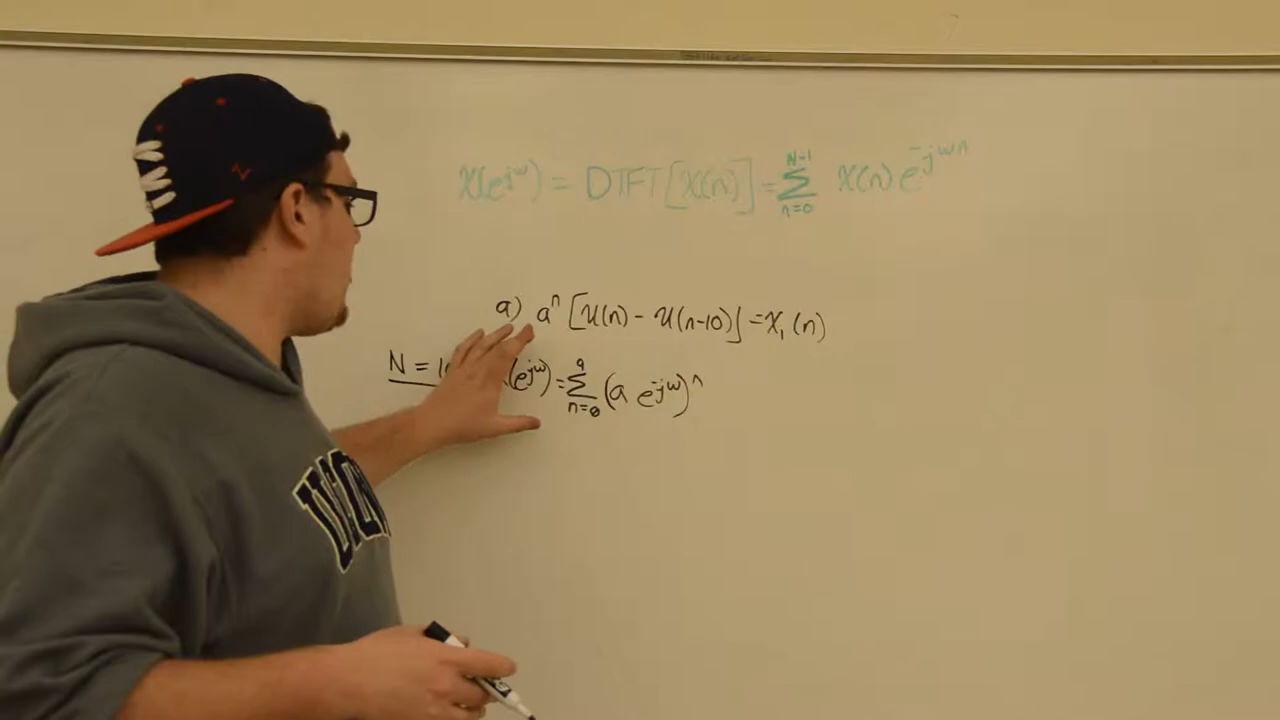 X(e^jω) = DTFT[X(n)] = Σ_{n=0}^{N-1} X(n) e^{-jωn}
a) a^n [u(n) - u(n-10)] = X_1(n)
N = (e^jω) = Σ_{n=0}^{9} (a e^{-jω})^n